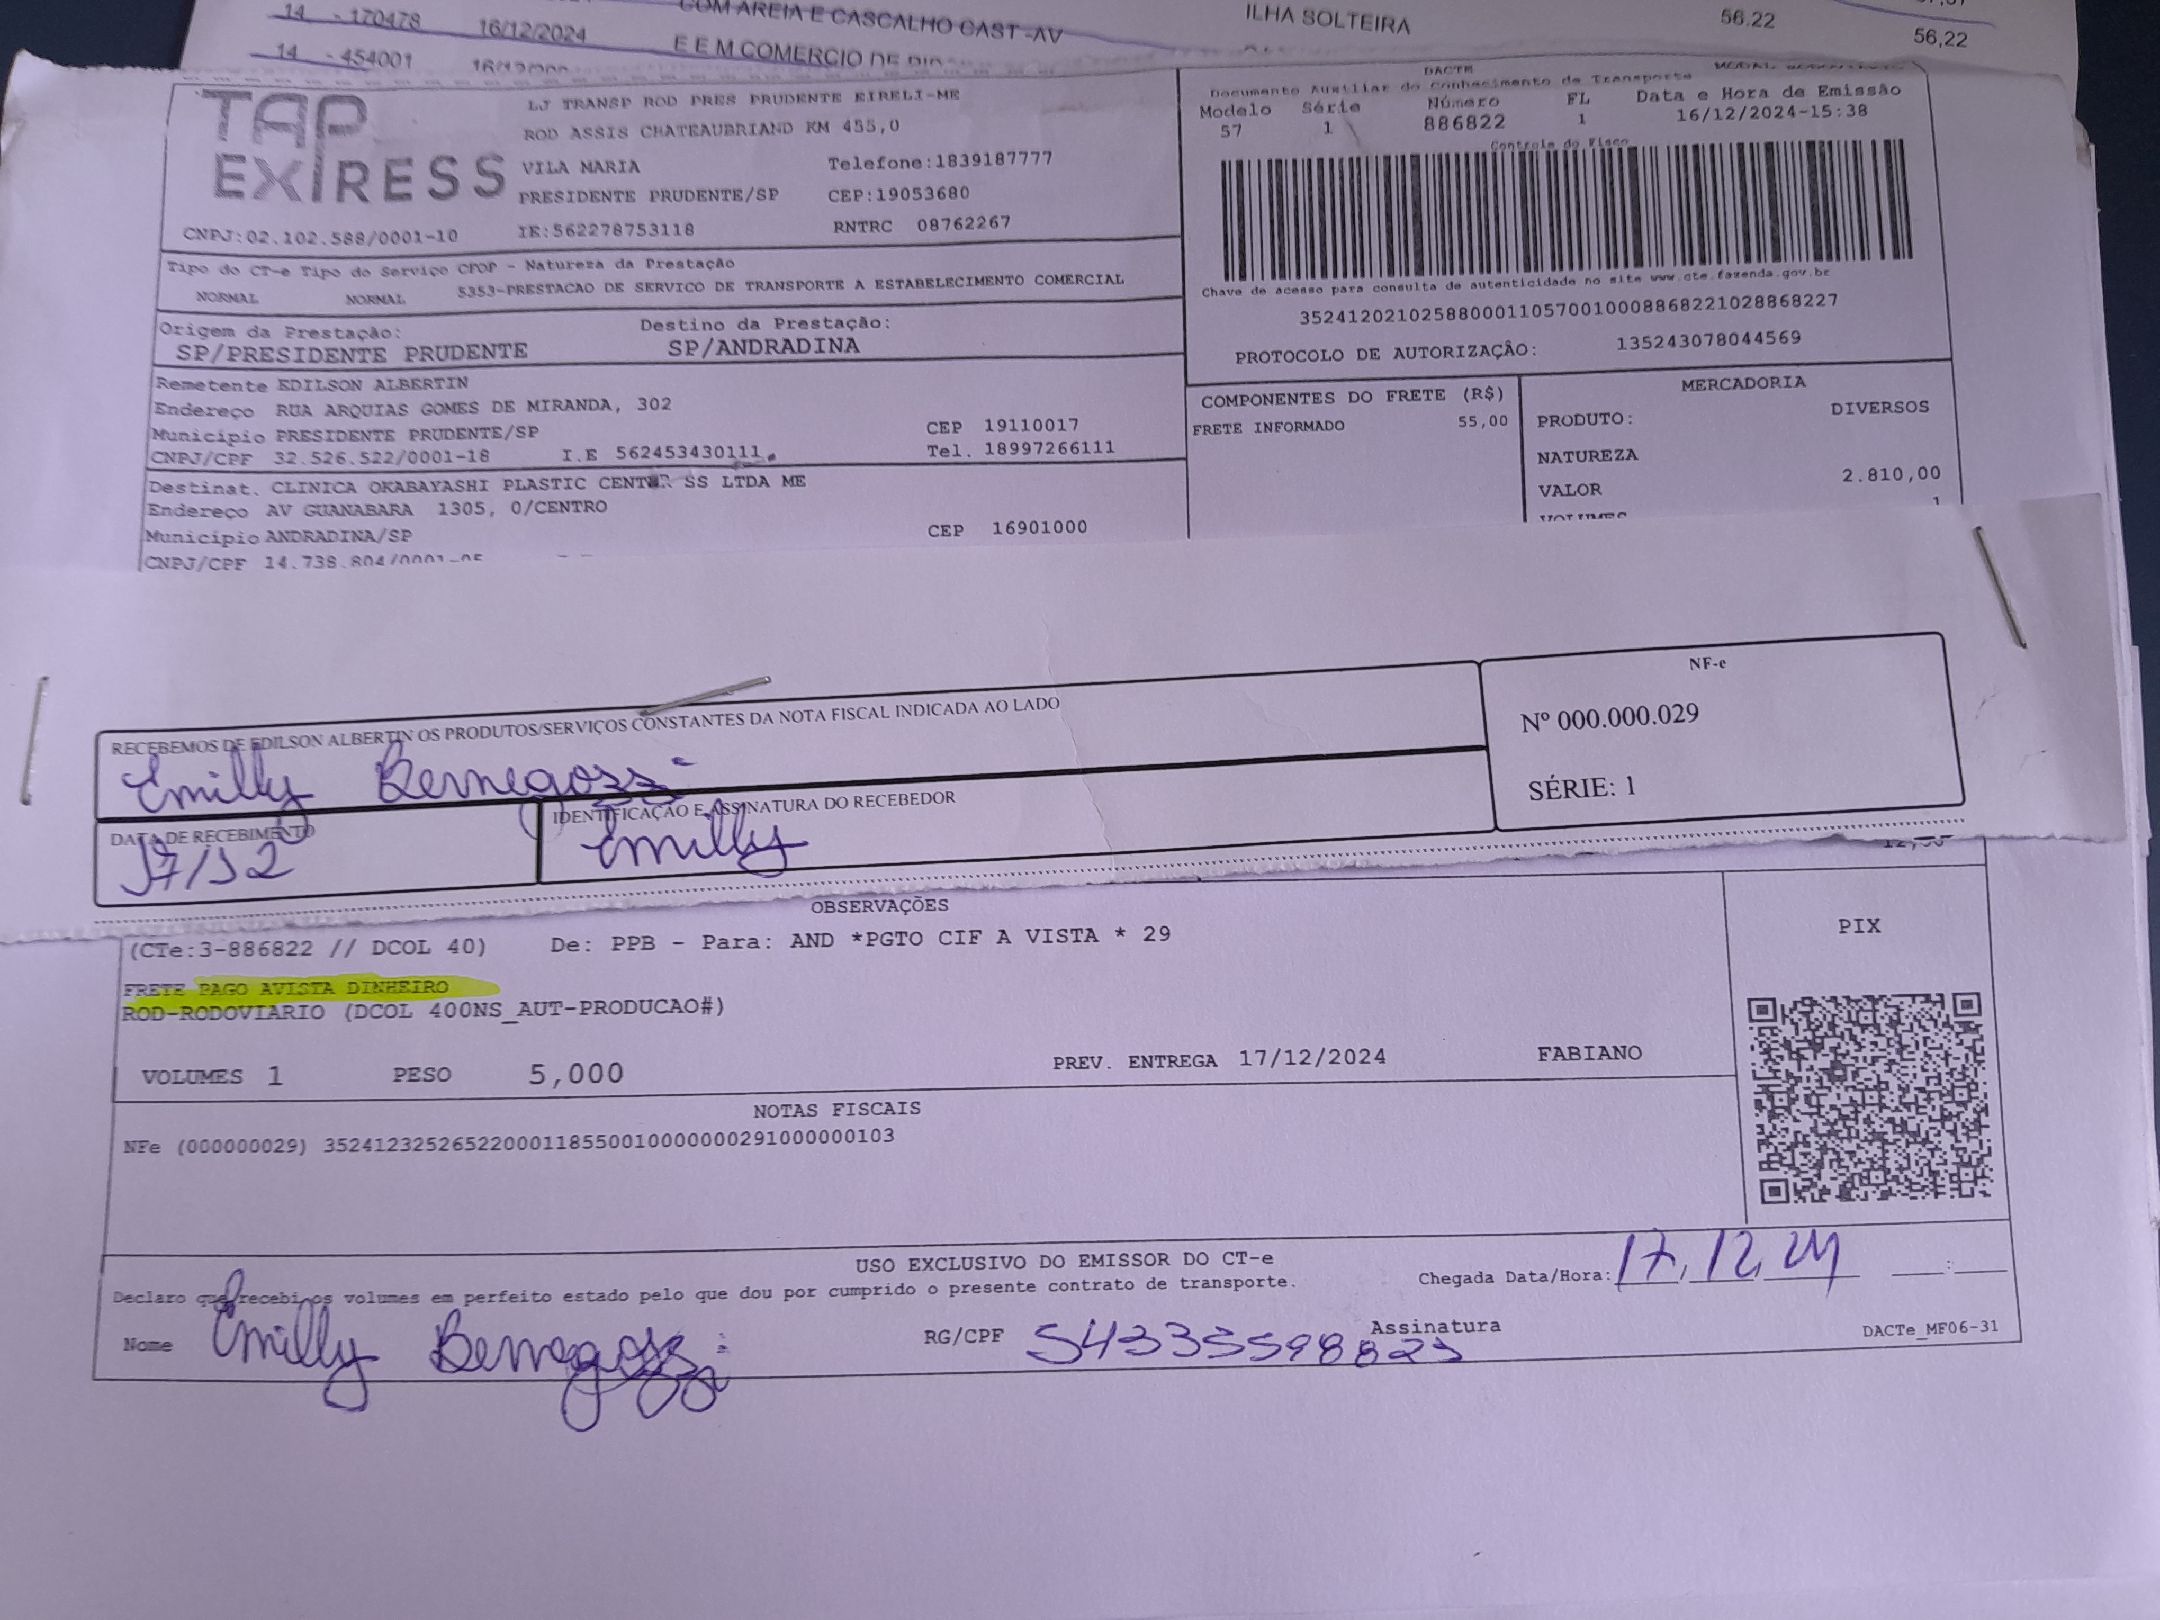 14 - 170478 16/12/2024 COM AREIA E CASCALHO CAST -AV ILHA SOLTEIRA 56.22
14 - 454001 E E M COMERCIO DE 56,22
TAP
EXPRESS
LJ TRANSP ROD PRES PRUDENTE EIRELI-ME
ROD ASSIS CHATEAUBRIAND KM 455,0
VILA MARIA Telefone:1839187777
PRESIDENTE PRUDENTE/SP CEP:19053680
CNPJ:02.102.588/0001-10 IE:562278753118 RNTRC 08762267
DACTE
Documento Auxiliar do Conhecimento de Transporte
Modelo Série Número FL Data e Hora de Emissão
57 1 886822 1 16/12/2024-15:38
Controle do Fisco
Chave de acesso para consulta de autenticidade no site www.cte.fazenda.gov.br
35241202102588000110570010008868221028868227
PROTOCOLO DE AUTORIZAÇÃO: 135243078044569
Tipo do CT-e Tipo do Serviço CFOP - Natureza da Prestação
NORMAL NORMAL 5353-PRESTACAO DE SERVICO DE TRANSPORTE A ESTABELECIMENTO COMERCIAL
Origem da Prestação: Destino da Prestação:
SP/PRESIDENTE PRUDENTE SP/ANDRADINA
Remetente EDILSON ALBERTIN
Endereço RUA ARQUIAS GOMES DE MIRANDA, 302
Município PRESIDENTE PRUDENTE/SP CEP 19110017
CNPJ/CPF 32.526.522/0001-18 I.E 562453430111 Tel. 18997266111
Destinat. CLINICA OKABAYASHI PLASTIC CENTER SS LTDA ME
Endereço AV GUANABARA 1305, 0/CENTRO
Município ANDRADINA/SP CEP 16901000
CNPJ/CPF 14.738.804/0001-05
COMPONENTES DO FRETE (R$)
FRETE INFORMADO 55,00
MERCADORIA
PRODUTO: DIVERSOS
NATUREZA
VALOR 2.810,00
VOLUMES 1
RECEBEMOS DE EDILSON ALBERTIN OS PRODUTOS/SERVIÇOS CONSTANTES DA NOTA FISCAL INDICADA AO LADO
Emilly Bernegozzi
DATA DE RECEBIMENTO
17/12
IDENTIFICAÇÃO E ASSINATURA DO RECEBEDOR
Emilly
NF-e
Nº 000.000.029
SÉRIE: 1
OBSERVAÇÕES
(CTe:3-886822 // DCOL 40) De: PPB - Para: AND *PGTO CIF A VISTA * 29
FRETE PAGO AVISTA DINHEIRO
ROD-RODOVIARIO (DCOL 400NS_AUT-PRODUCAO#)
VOLUMES 1 PESO 5,000 PREV. ENTREGA 17/12/2024 FABIANO
PIX
NOTAS FISCAIS
NFe (000000029) 35241232526522000118550010000000291000000103
USO EXCLUSIVO DO EMISSOR DO CT-e
Declaro que recebi os volumes em perfeito estado pelo que dou por cumprido o presente contrato de transporte.
Chegada Data/Hora: 17,12,24 __:__
Nome Emilly Bernegozzi RG/CPF 54335598821 Assinatura
DACTe_MF06-31